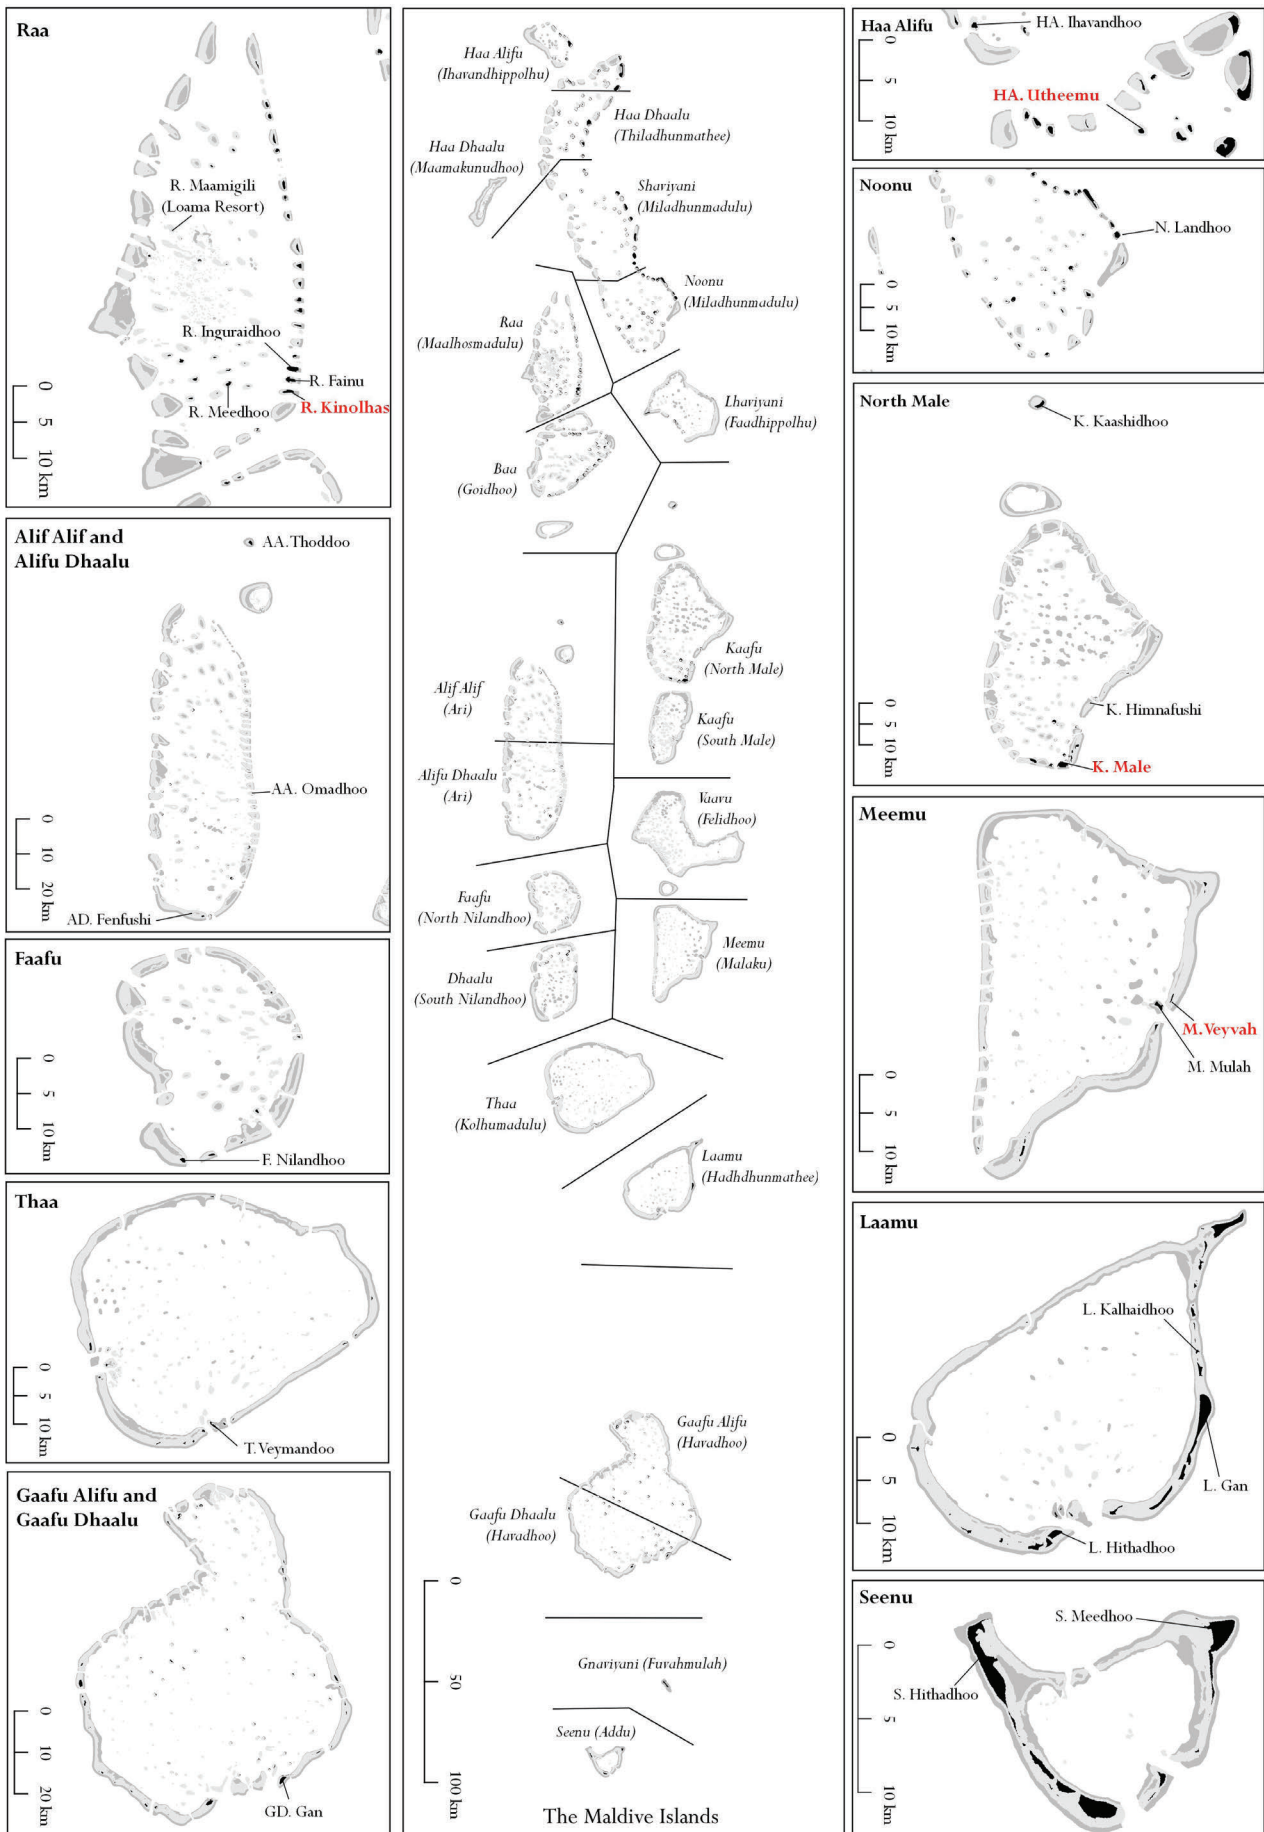 Raa
R. Maamigili
(Loama Resort)
R. Inguraidhoo
R. Fainu
R. Meedhoo
R. Kinolhas
0
5
10 km
Alif Alif and
Alifu Dhaalu
AA. Thoddoo
AA. Omadhoo
0
10
20 km
AD. Fenfushi
Faafu
0
5
10 km
F. Nilandhoo
Thaa
0
5
10 km
T. Veymandoo
Gaafu Alifu and
Gaafu Dhaalu
0
10
20 km
GD. Gan
Haa Alifu
(Ihavandhippolhu)
Haa Dhaalu
(Thiladhunmathee)
Haa Dhaalu
(Maamakunudhoo)
Shaviyani
(Miladhunmadulu)
Noonu
(Miladhunmadulu)
Raa
(Maalhosmadulu)
Lhaviyani
(Faadhippolhu)
Baa
(Goidhoo)
Kaafu
(North Male)
Alif Alif
(Ari)
Kaafu
(South Male)
Alifu Dhaalu
(Ari)
Vaavu
(Felidhoo)
Faafu
(North Nilandhoo)
Meemu
(Malaku)
Dhaalu
(South Nilandhoo)
Thaa
(Kolhumadulu)
Laamu
(Hadhdhunmathee)
Gaafu Alifu
(Havadhoo)
Gaafu Dhaalu
(Havadhoo)
0
50
100 km
Gnaviyani (Fuvahmulah)
Seenu (Addu)
The Maldive Islands
Haa Alifu
HA. Ihavandhoo
0
5
10 km
HA. Utheemu
Noonu
N. Landhoo
0
5
10 km
North Male
K. Kaashidhoo
0
5
10 km
K. Himnafushi
K. Male
Meemu
M. Veyvah
M. Mulah
0
5
10 km
Laamu
L. Kalhaidhoo
0
5
10 km
L. Gan
L. Hithadhoo
Seenu
S. Meedhoo
0
S. Hithadhoo
5
10 km